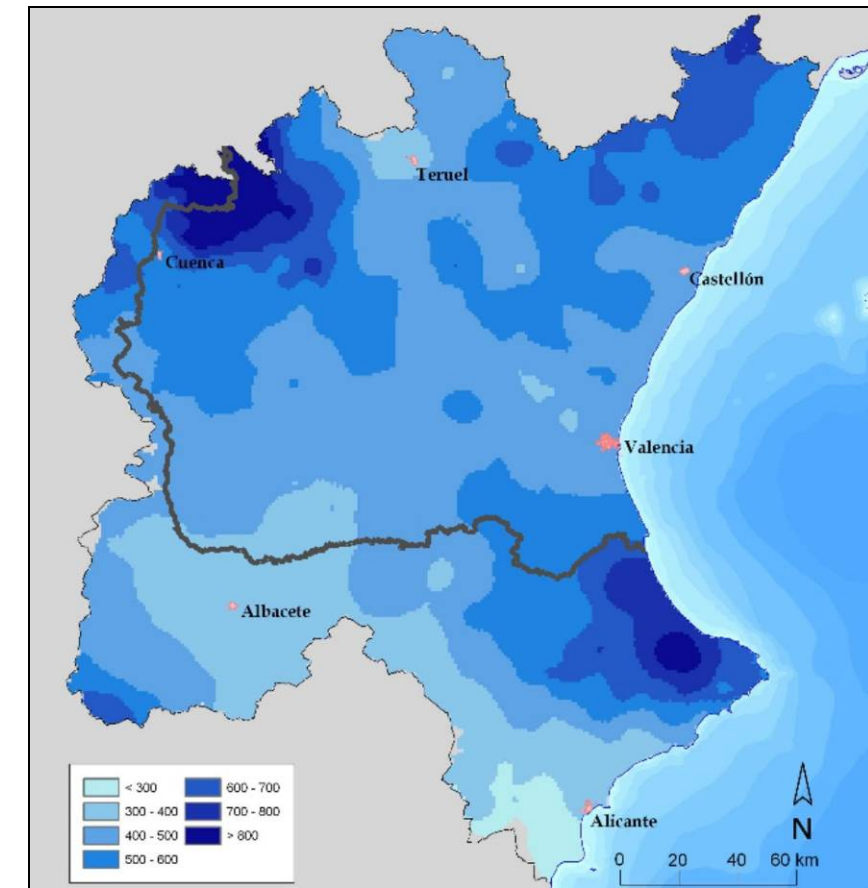 Teruel
Cuenca
Castellón
Valencia
Albacete
Alicante
< 300
300 - 400
400 - 500
500 - 600
600 - 700
700 - 800
> 800
N
0 20 40 60 km